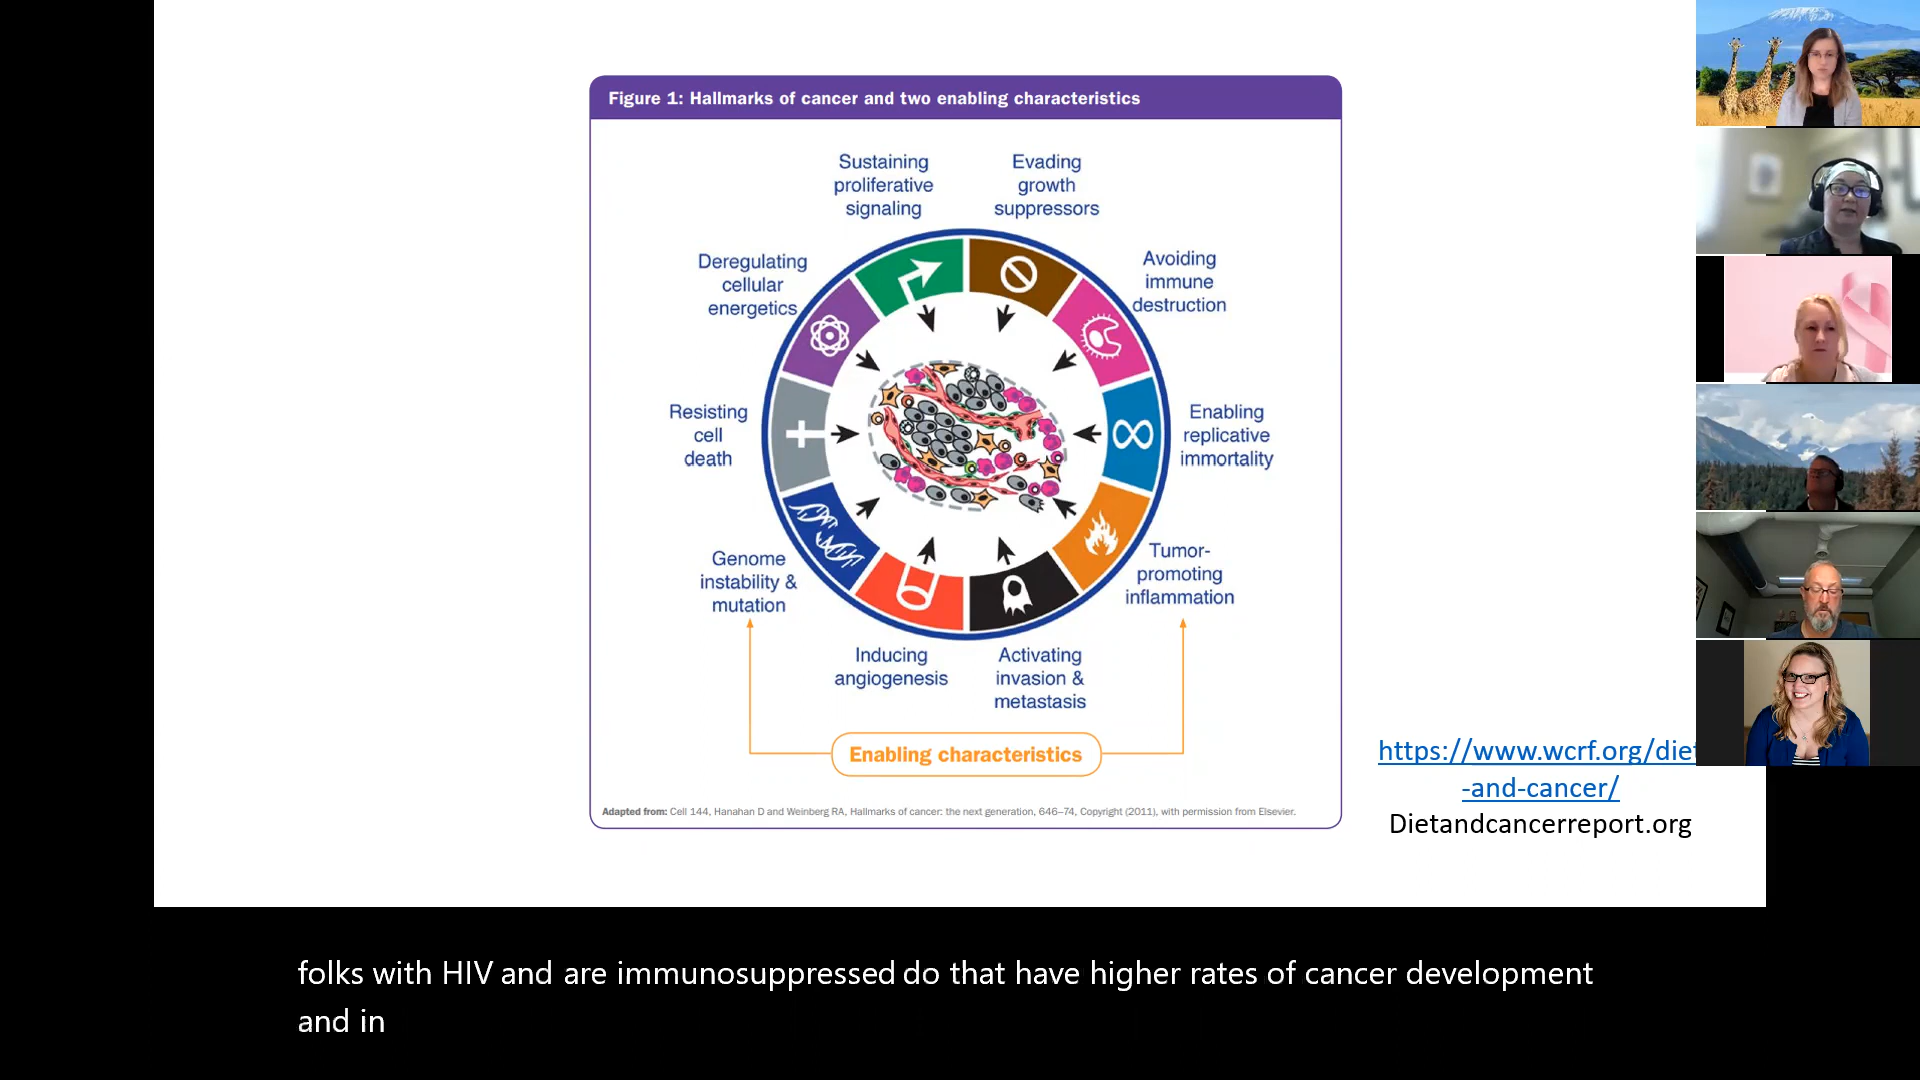 Figure 1: Hallmarks of cancer and two enabling characteristics
Sustaining
proliferative
signaling
Evading
growth
suppressors
Deregulating
cellular
energetics
Avoiding
immune
destruction
Resisting
cell
death
Enabling
replicative
immortality
Genome
instability &
mutation
Tumor-
promoting
inflammation
Inducing
angiogenesis
Activating
invasion &
metastasis
Enabling characteristics
Adapted from: Cell 144, Hanahan D and Weinberg RA, Hallmarks of cancer: the next generation, 646–74, Copyright (2011), with permission from Elsevier.
https://www.wcrf.org/diet
-and-cancer/
Dietandcancerreport.org
folks with HIV and are immunosuppressed do that have higher rates of cancer development
and in